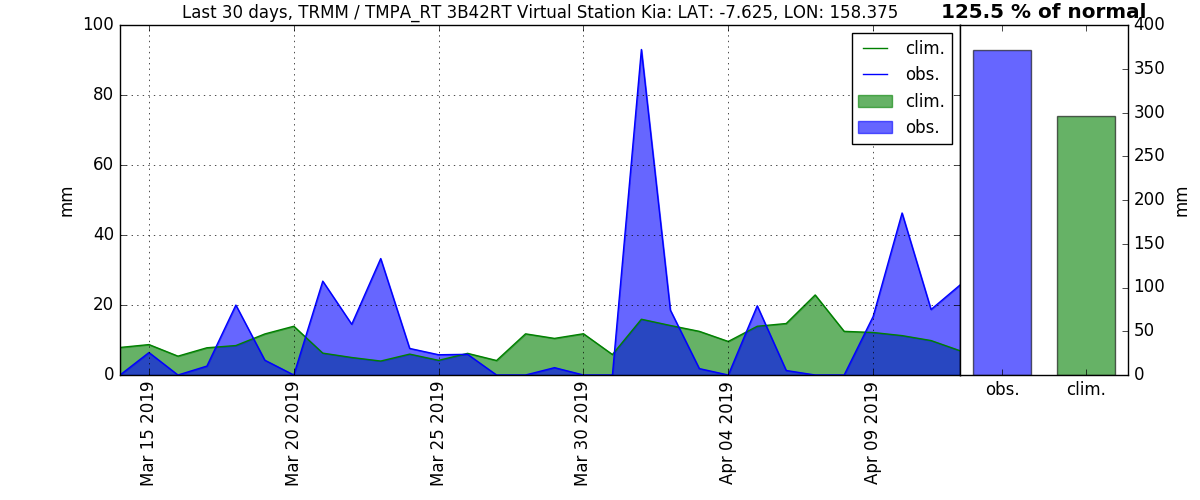 Last 30 days, TRMM / TMPA_RT 3B42RT Virtual Station Kia: LAT: -7.625, LON: 158.375
125.5 % of normal
100
80
60
40
20
0
mm
clim.
obs.
clim.
obs.
Mar 15 2019
Mar 20 2019
Mar 25 2019
Mar 30 2019
Apr 04 2019
Apr 09 2019
400
350
300
250
200
150
100
50
0
mm
obs.
clim.